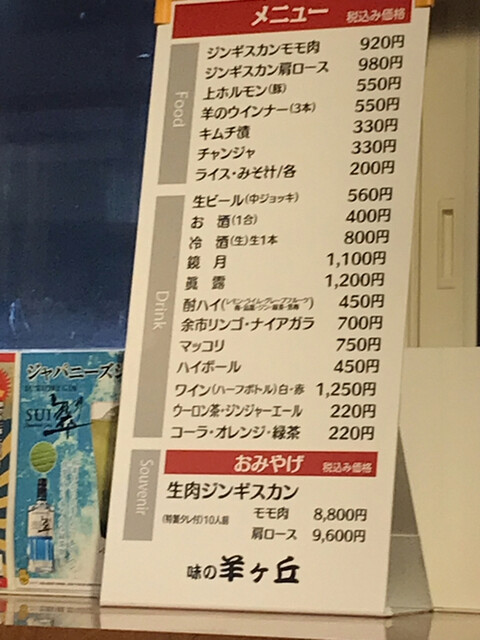 メニュー 税込み価格
Food
ジンギスカンモモ肉 920円
ジンギスカン肩ロース 980円
上ホルモン(豚) 550円
羊のウインナー(3本) 550円
キムチ漬 330円
チャンジャ 330円
ライス・みそ汁/各 200円
Drink
生ビール(中ジョッキ) 560円
お酒(1合) 400円
冷酒(生)生1本 800円
鏡月 1,100円
眞露 1,200円
酎ハイ 450円
余市リンゴ・ナイアガラ 700円
マッコリ 750円
ハイボール 450円
ワイン(ハーフボトル)白・赤 1,250円
ウーロン茶・ジンジャーエール 220円
コーラ・オレンジ・緑茶 220円
おみやげ 税込み価格
Souvenir
生肉ジンギスカン
(特製タレ付)10人前 モモ肉 8,800円
肩ロース 9,600円
味の羊ヶ丘
ジャパニーズジ
SUI
翠